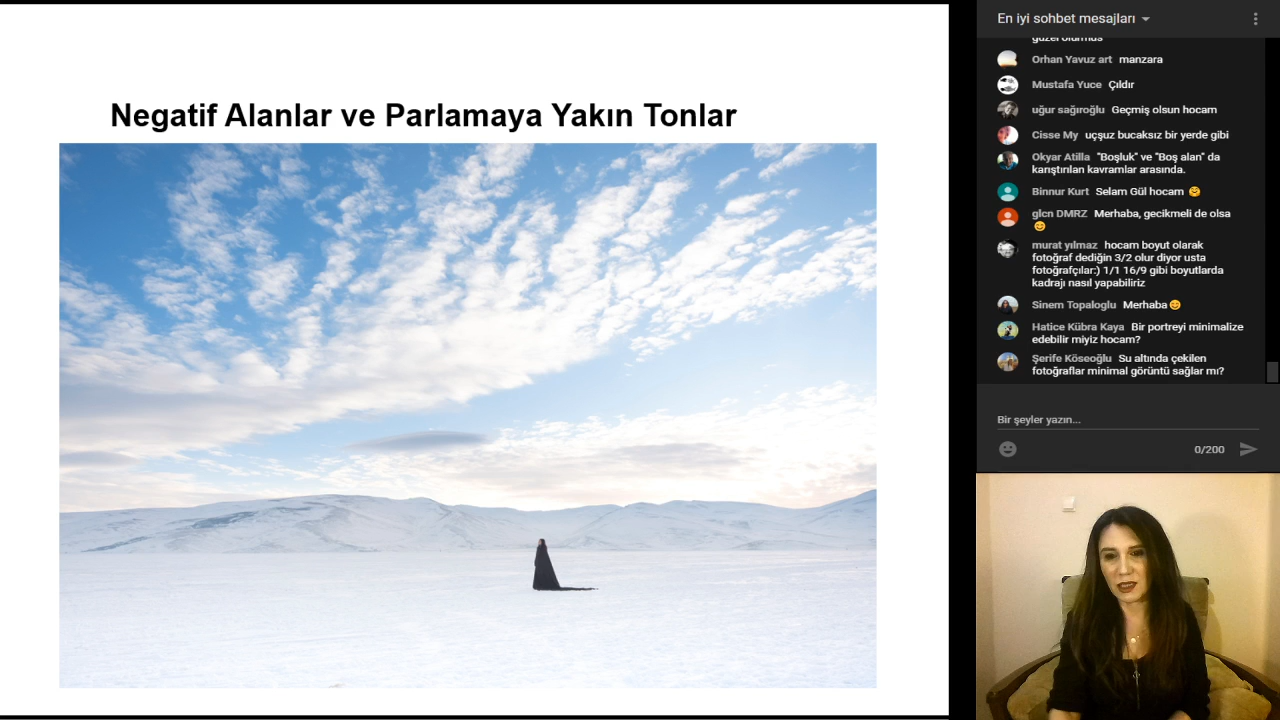 Negatif Alanlar ve Parlamaya Yakın Tonlar
En iyi sohbet mesajları
güzel olurmuş
Orhan Yavuz art manzara
Mustafa Yuce Çıldır
uğur sağıroğlu Geçmiş olsun hocam
Cisse My uçşuz bucaksız bir yerde gibi
Okyar Atilla "Boşluk" ve "Boş alan" da
karıştırılan kavramlar arasında.
Binnur Kurt Selam Gül hocam 🤗
glcn DMRZ Merhaba, gecikmeli de olsa
😊
murat yılmaz hocam boyut olarak
fotoğraf dediğin 3/2 olur diyor usta
fotoğrafçılar:) 1/1 16/9 gibi boyutlarda
kadrajı nasıl yapabiliriz
Sinem Topaloglu Merhaba😊
Hatice Kübra Kaya Bir portreyi minimalize
edebilir miyiz hocam?
Şerife Köseoğlu Su altında çekilen
fotoğraflar minimal görüntü sağlar mı?
Bir şeyler yazın...
0/200